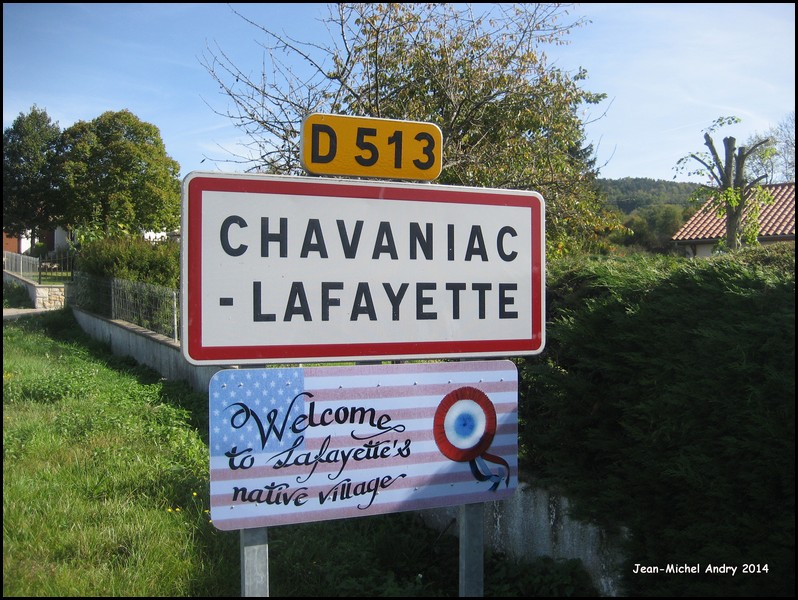 D 513
CHAVANIAC
-LAFAYETTE
Welcome
to Lafayette's
native village
Jean-Michel Andry 2014